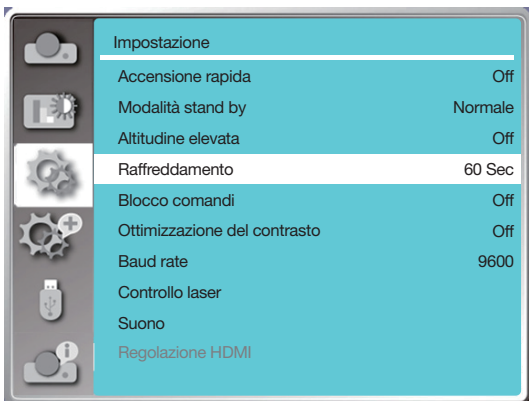 Impostazione
Accensione rapida Off
Modalità stand by Normale
Altitudine elevata Off
Raffreddamento 60 Sec
Blocco comandi Off
Ottimizzazione del contrasto Off
Baud rate 9600
Controllo laser
Suono
Regolazione HDMI